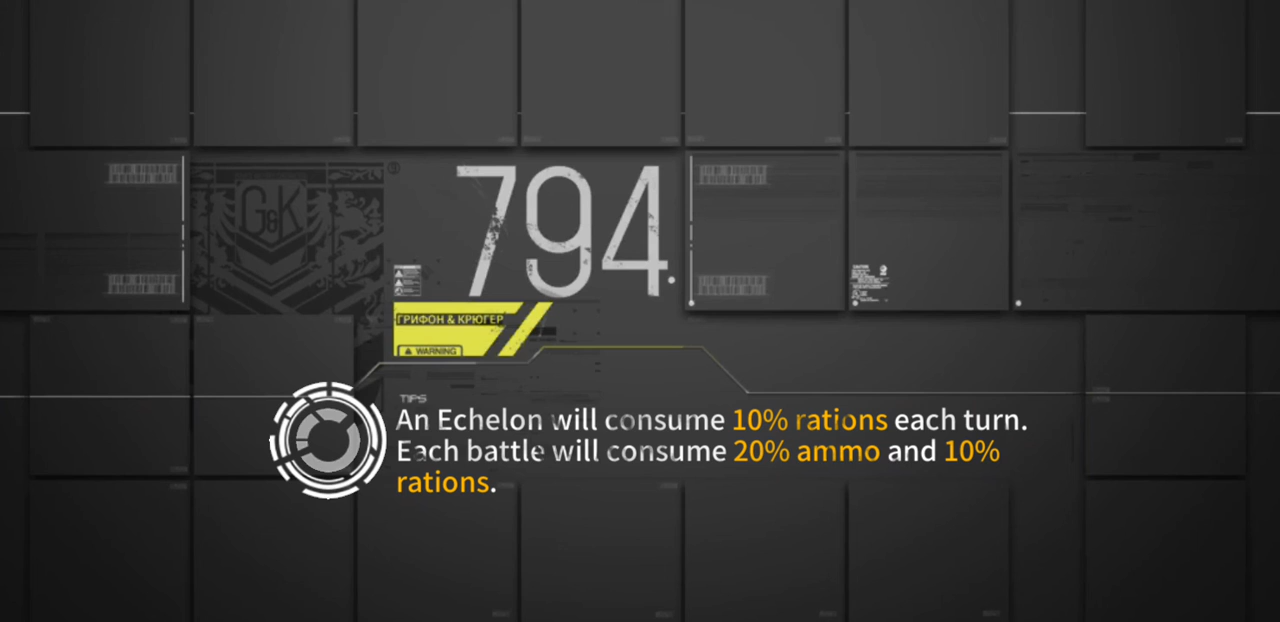 G&K
794.
ГРИФОН & КРЮГЕР
WARNING
TIPS
An Echelon will consume 10% rations each turn.
Each battle will consume 20% ammo and 10%
rations.